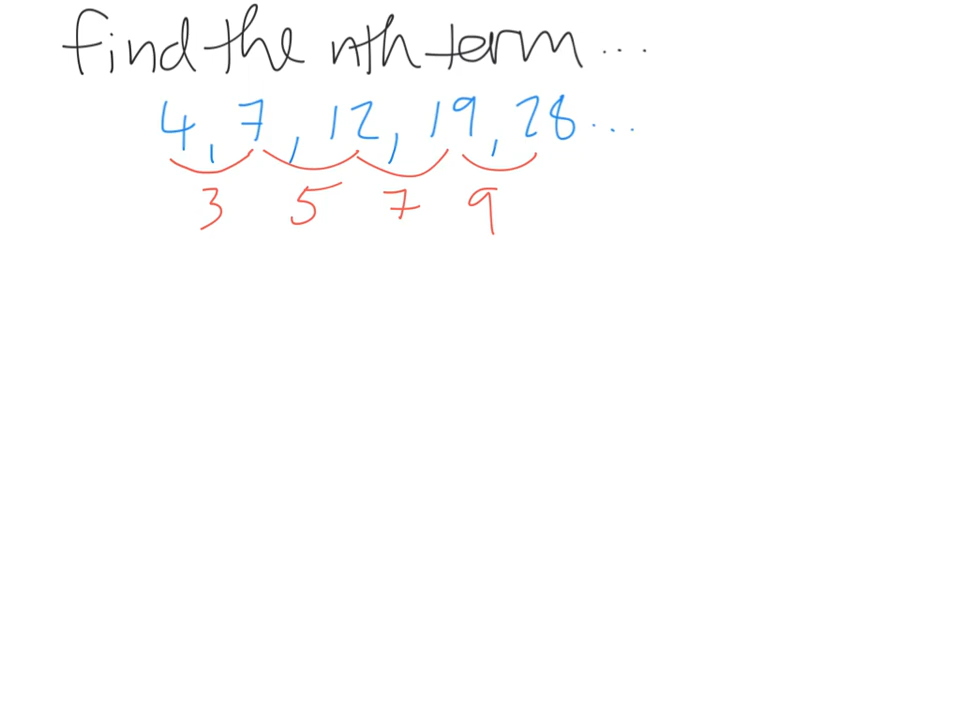 find the nth term...
4, 7, 12, 19, 28...
3 5 7 9